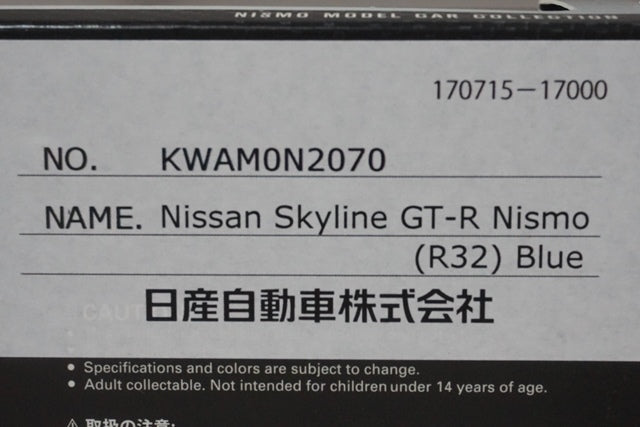 NISMO MODEL CAR COLLECTION
170715-17000
NO. KWAM0N2070
NAME. Nissan Skyline GT-R Nismo
(R32) Blue
日産自動車株式会社
CAUT
• Specifications and colors are subject to change.
• Adult collectable. Not intended for children under 14 years of age.
⚠ 取扱の注意: